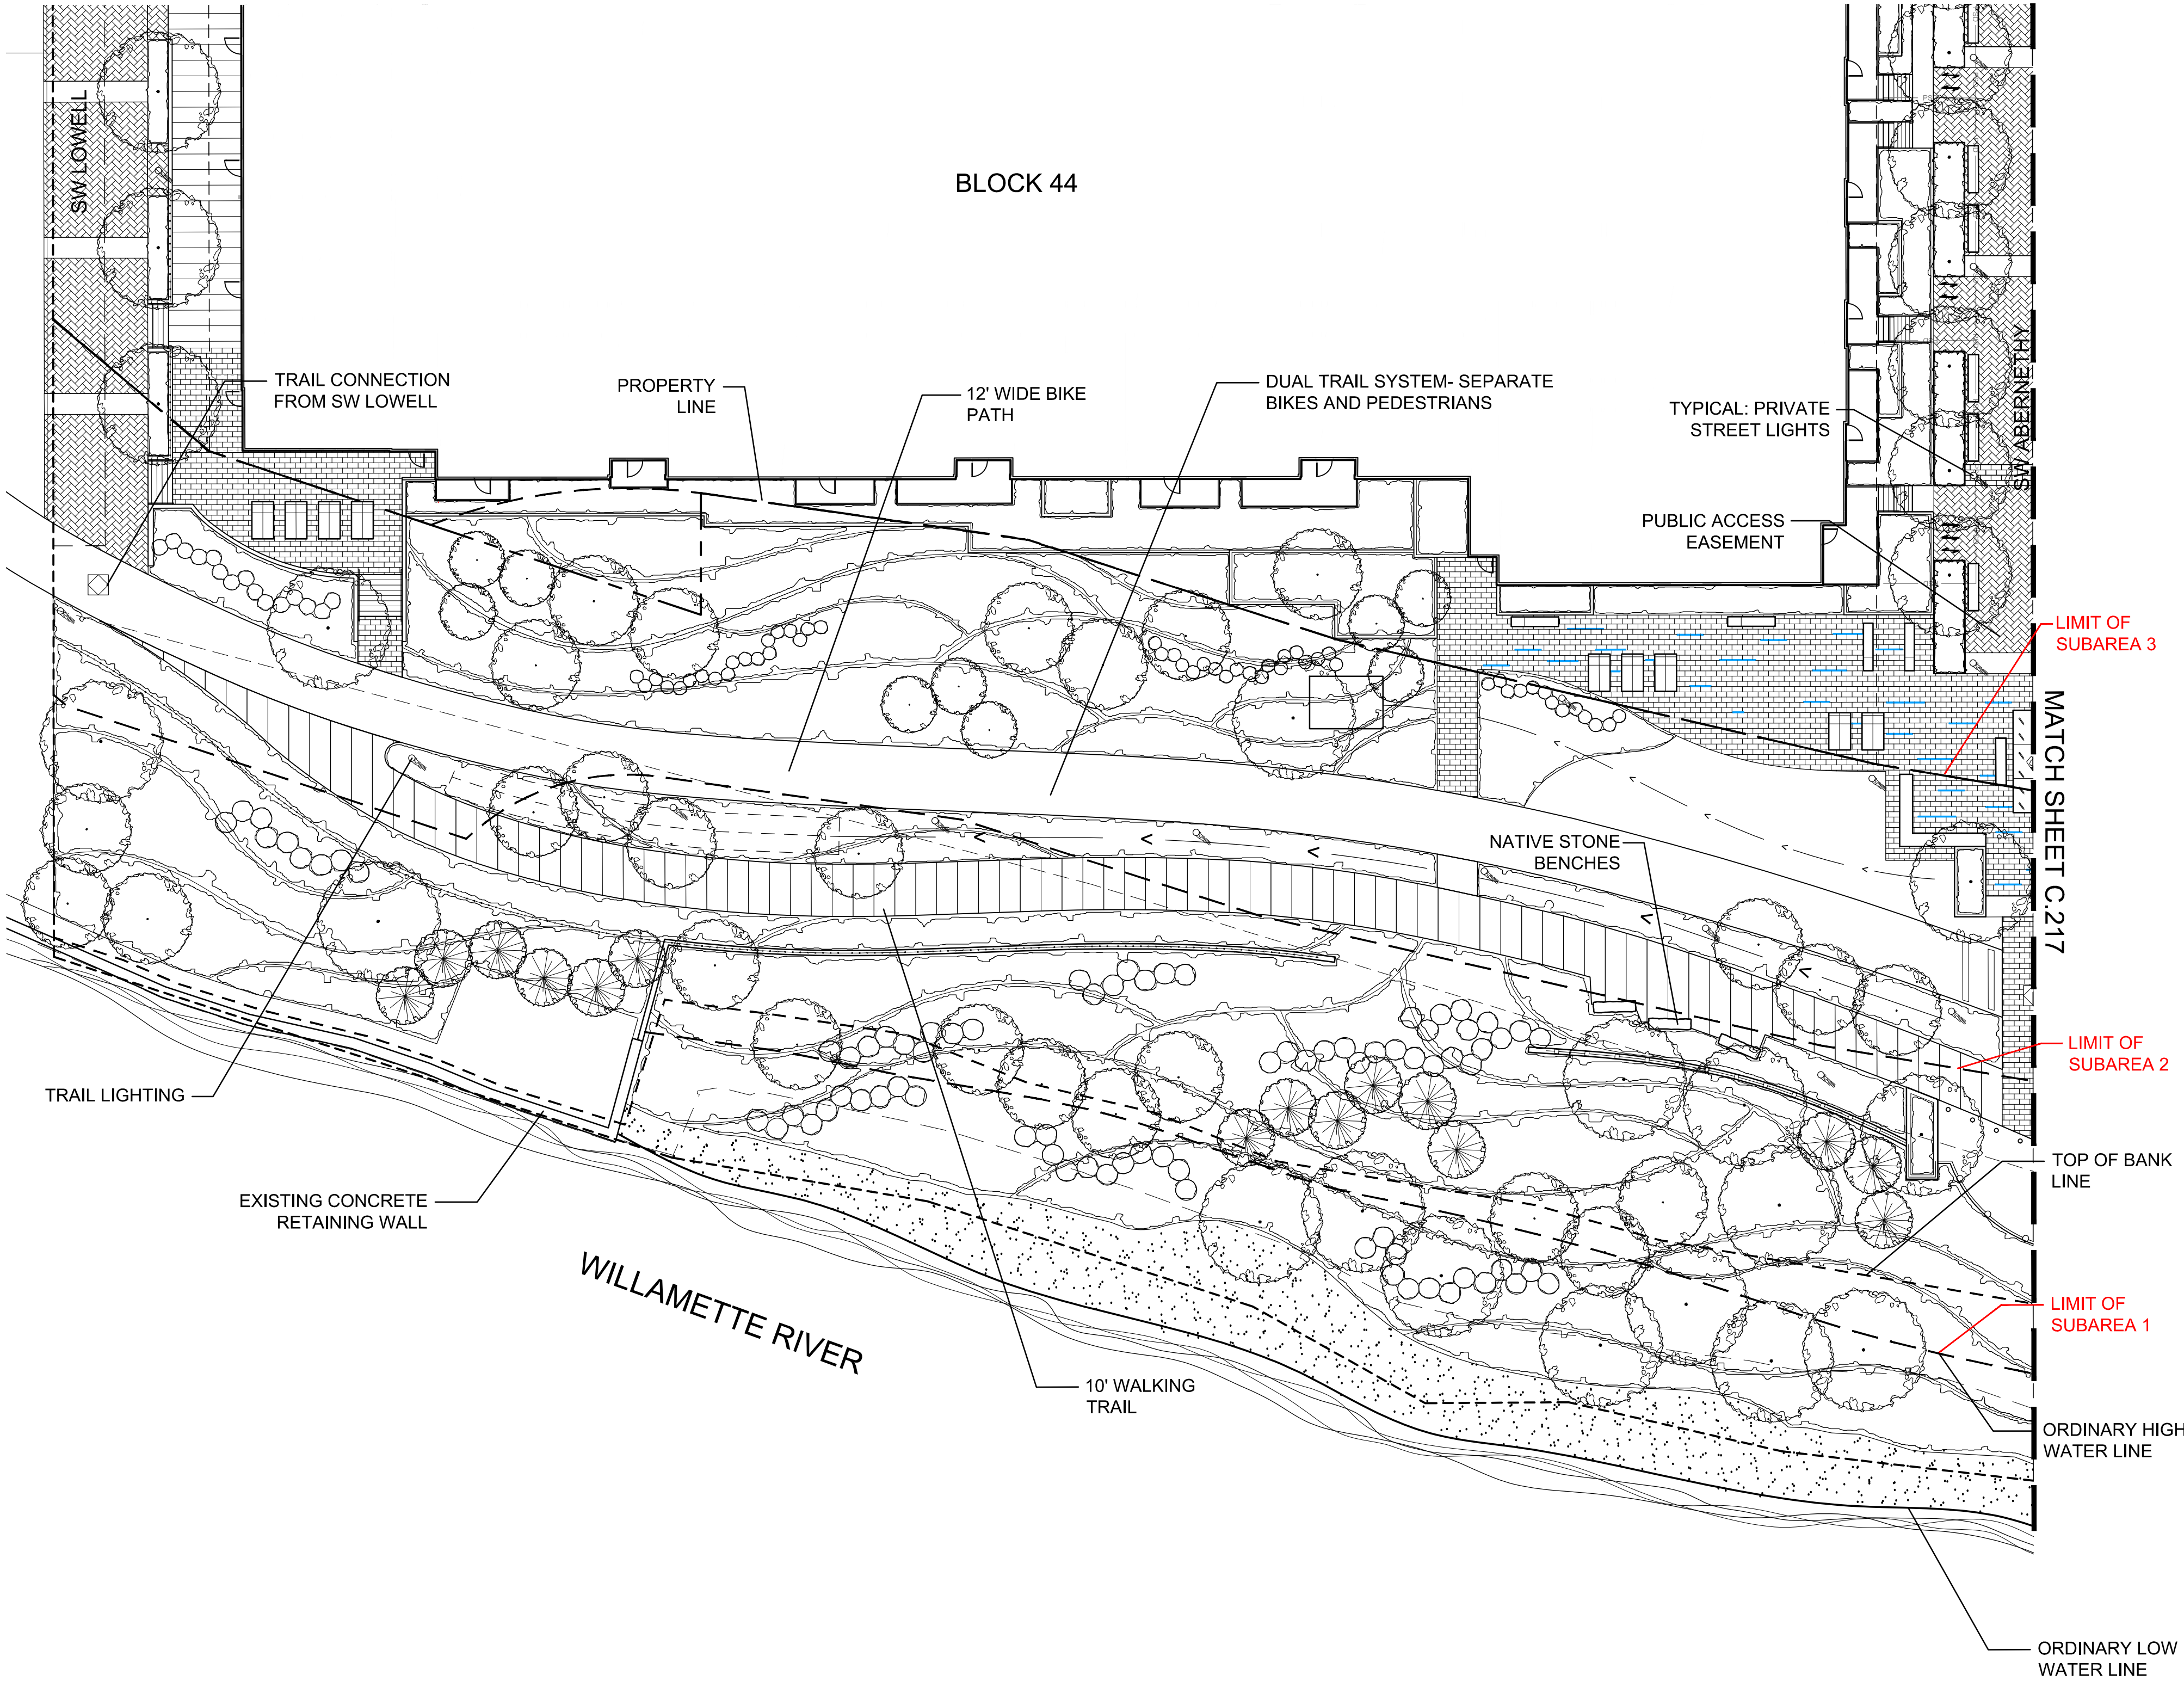 BLOCK 44
SW LOWELL
TRAIL CONNECTION
FROM SW LOWELL
PROPERTY
LINE
12' WIDE BIKE
PATH
DUAL TRAIL SYSTEM- SEPARATE
BIKES AND PEDESTRIANS
TYPICAL: PRIVATE
STREET LIGHTS
SW ABERNETHY
PUBLIC ACCESS
EASEMENT
LIMIT OF
SUBAREA 3
MATCH SHEET C.217
NATIVE STONE
BENCHES
LIMIT OF
SUBAREA 2
TRAIL LIGHTING
TOP OF BANK
LINE
EXISTING CONCRETE
RETAINING WALL
WILLAMETTE RIVER
LIMIT OF
SUBAREA 1
10' WALKING
TRAIL
ORDINARY HIGH
WATER LINE
ORDINARY LOW
WATER LINE